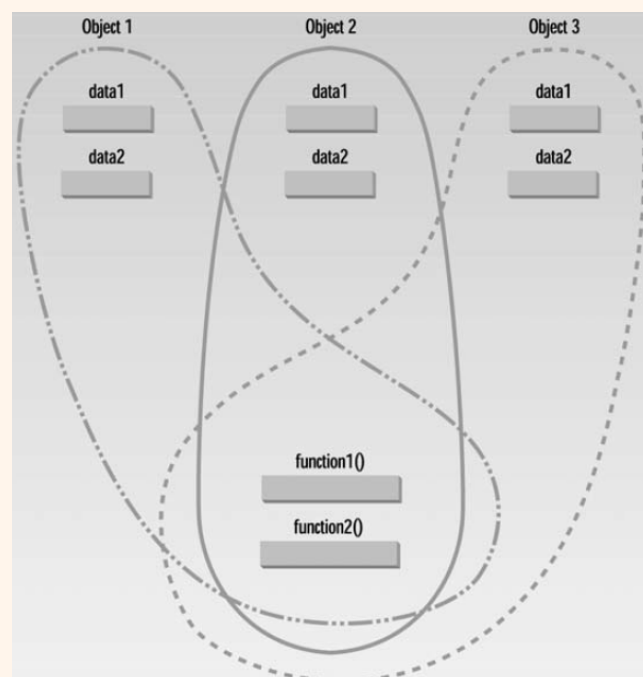 Object 1 Object 2 Object 3
data1 data1 data1
data2 data2 data2
function1()
function2()